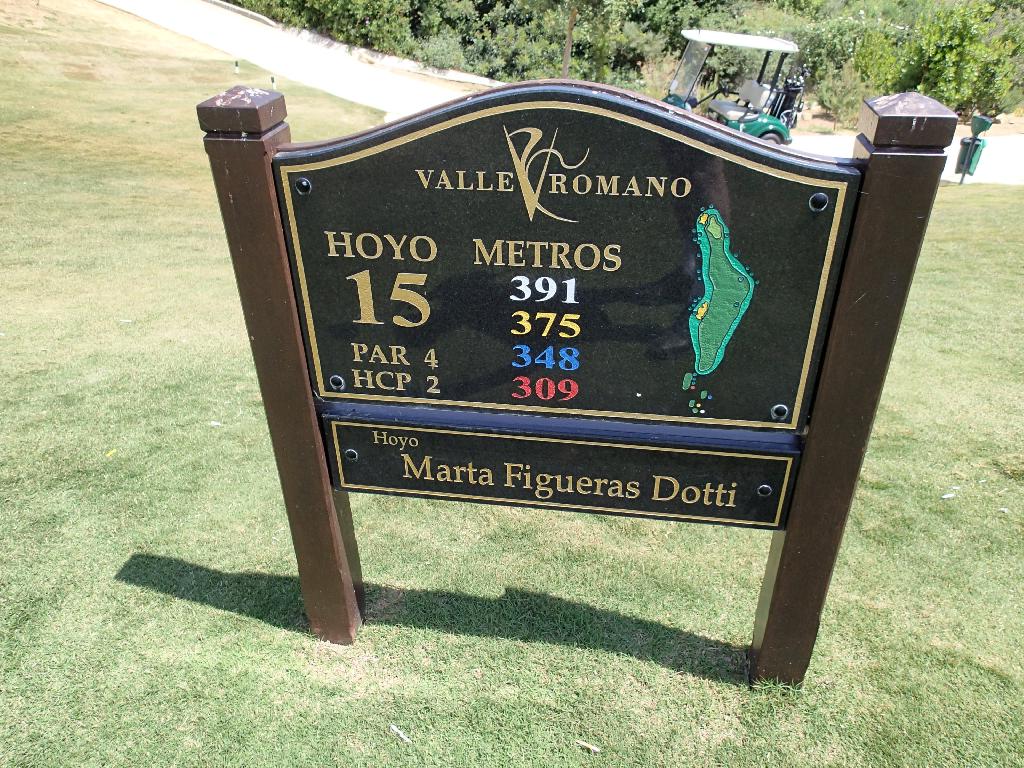 VALLE ROMANO
HOYO
15
PAR 4
HCP 2
METROS
391
375
348
309
Hoyo
Marta Figueras Dotti